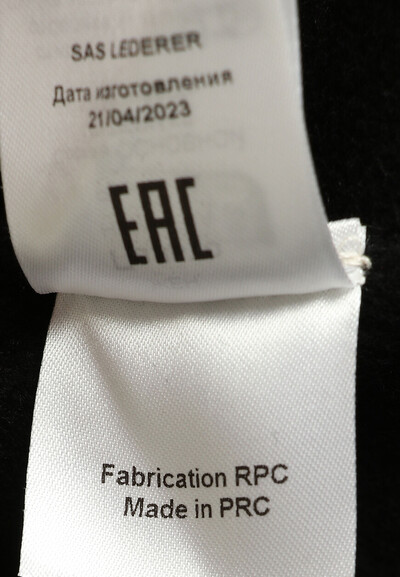 SAS LEDERER
Дата изготовления
21/04/2023
EAC
Fabrication RPC
Made in PRC